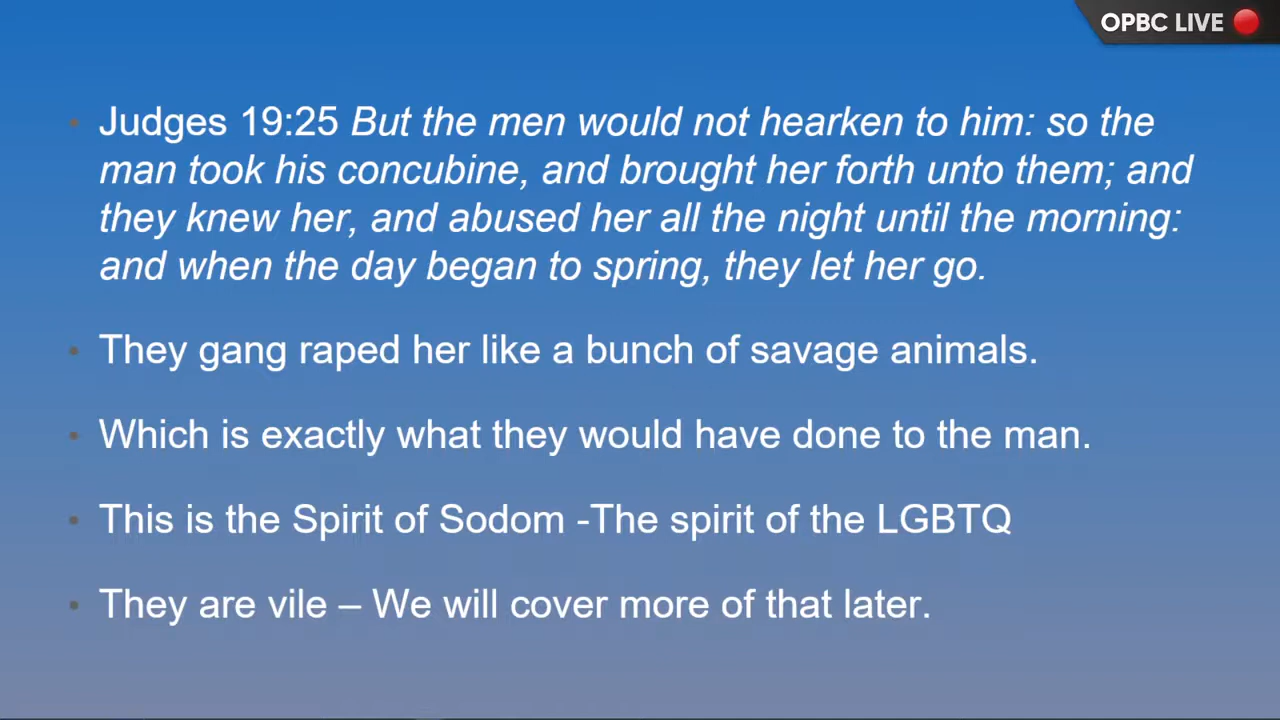 OPBC LIVE
• Judges 19:25 But the men would not hearken to him: so the
man took his concubine, and brought her forth unto them; and
they knew her, and abused her all the night until the morning:
and when the day began to spring, they let her go.
• They gang raped her like a bunch of savage animals.
• Which is exactly what they would have done to the man.
• This is the Spirit of Sodom -The spirit of the LGBTQ
• They are vile – We will cover more of that later.